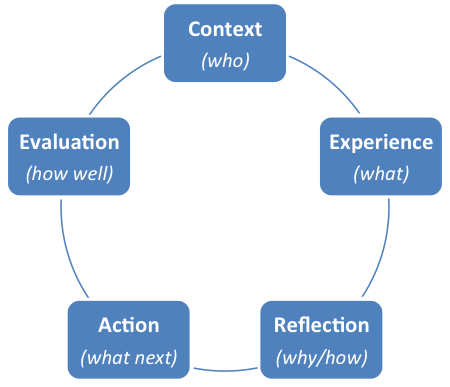 Context
(who)
Experience
(what)
Reflection
(why/how)
Action
(what next)
Evaluation
(how well)